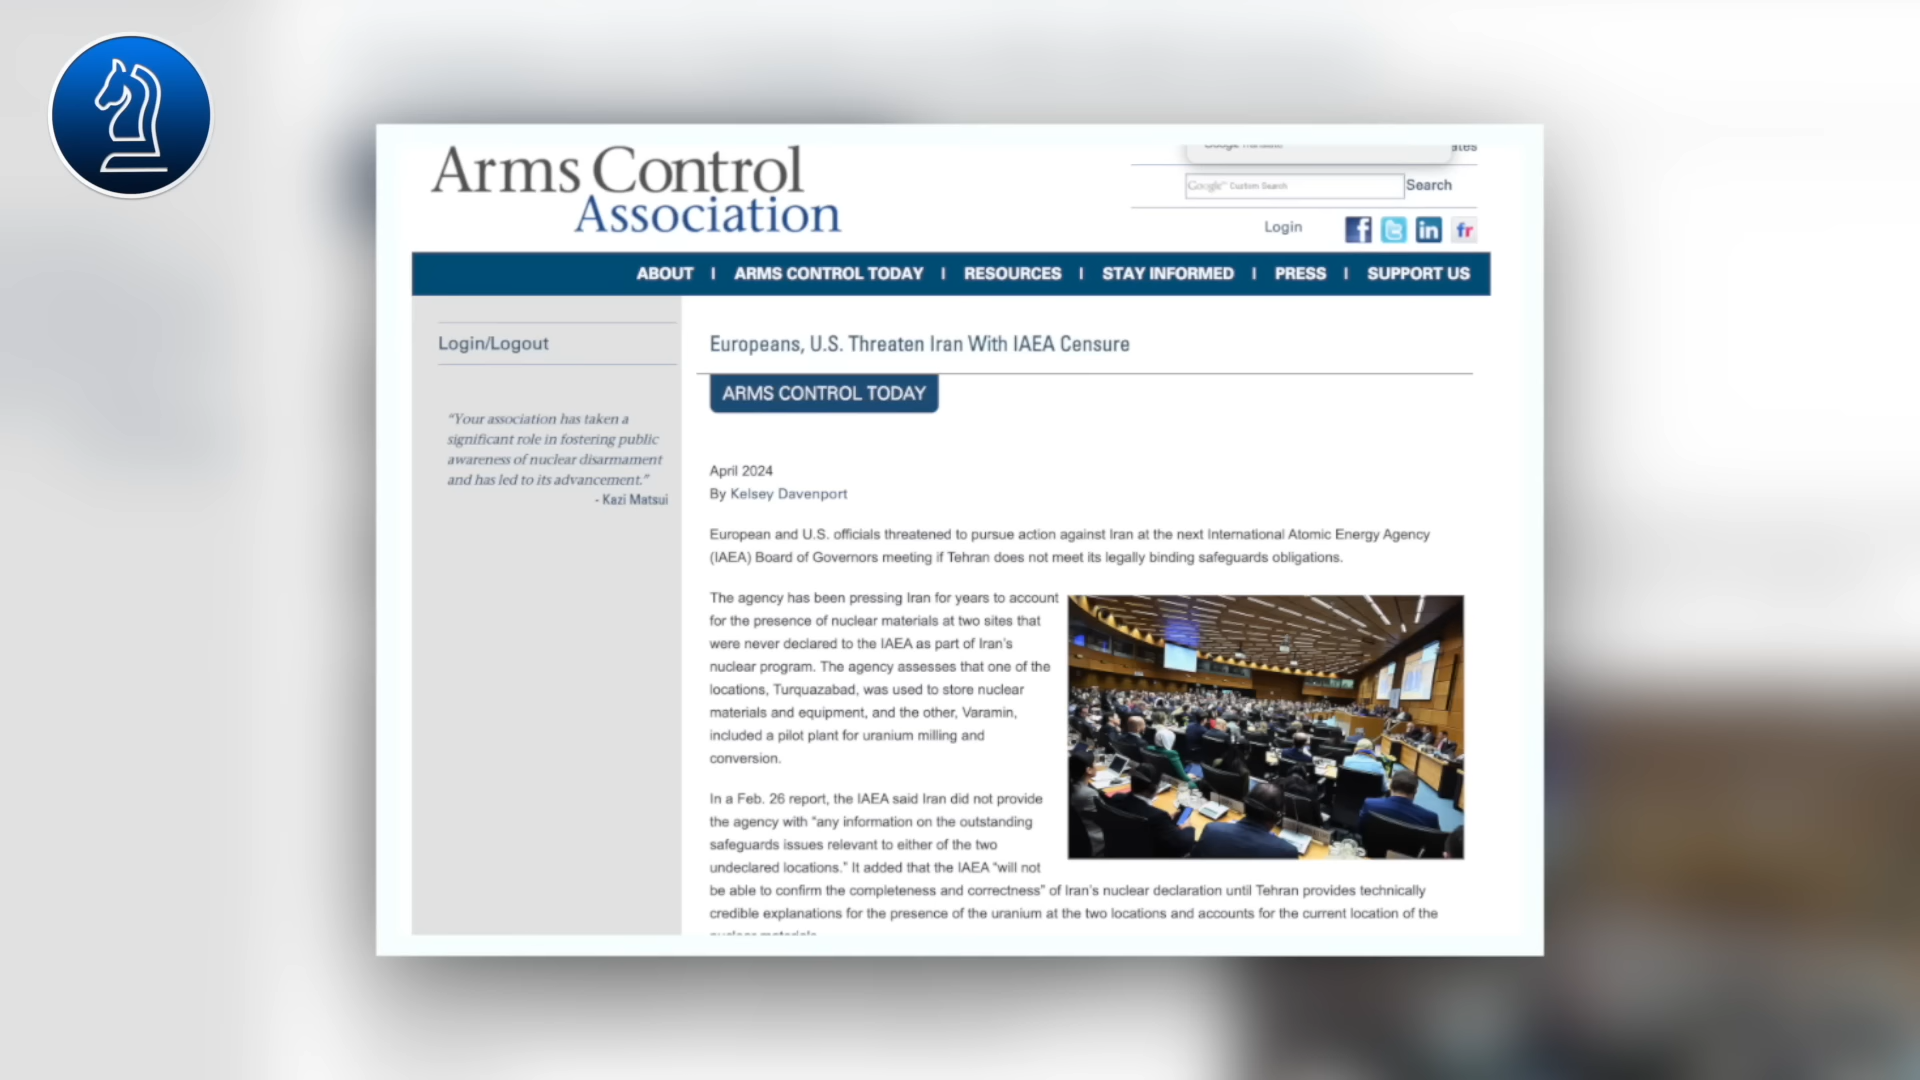 Arms Control
Association
Google Custom Search
Search
Login
f
in
fr
ABOUT | ARMS CONTROL TODAY | RESOURCES | STAY INFORMED | PRESS | SUPPORT US
Login/Logout
"Your association has taken a
significant role in fostering public
awareness of nuclear disarmament
and has led to its advancement."
- Kazi Matsui
Europeans, U.S. Threaten Iran With IAEA Censure
ARMS CONTROL TODAY
April 2024
By Kelsey Davenport
European and U.S. officials threatened to pursue action against Iran at the next International Atomic Energy Agency
(IAEA) Board of Governors meeting if Tehran does not meet its legally binding safeguards obligations.
The agency has been pressing Iran for years to account
for the presence of nuclear materials at two sites that
were never declared to the IAEA as part of Iran's
nuclear program. The agency assesses that one of the
locations, Turquazabad, was used to store nuclear
materials and equipment, and the other, Varamin,
included a pilot plant for uranium milling and
conversion.
In a Feb. 26 report, the IAEA said Iran did not provide
the agency with "any information on the outstanding
safeguards issues relevant to either of the two
undeclared locations." It added that the IAEA "will not
be able to confirm the completeness and correctness" of Iran's nuclear declaration until Tehran provides technically
credible explanations for the presence of the uranium at the two locations and accounts for the current location of the